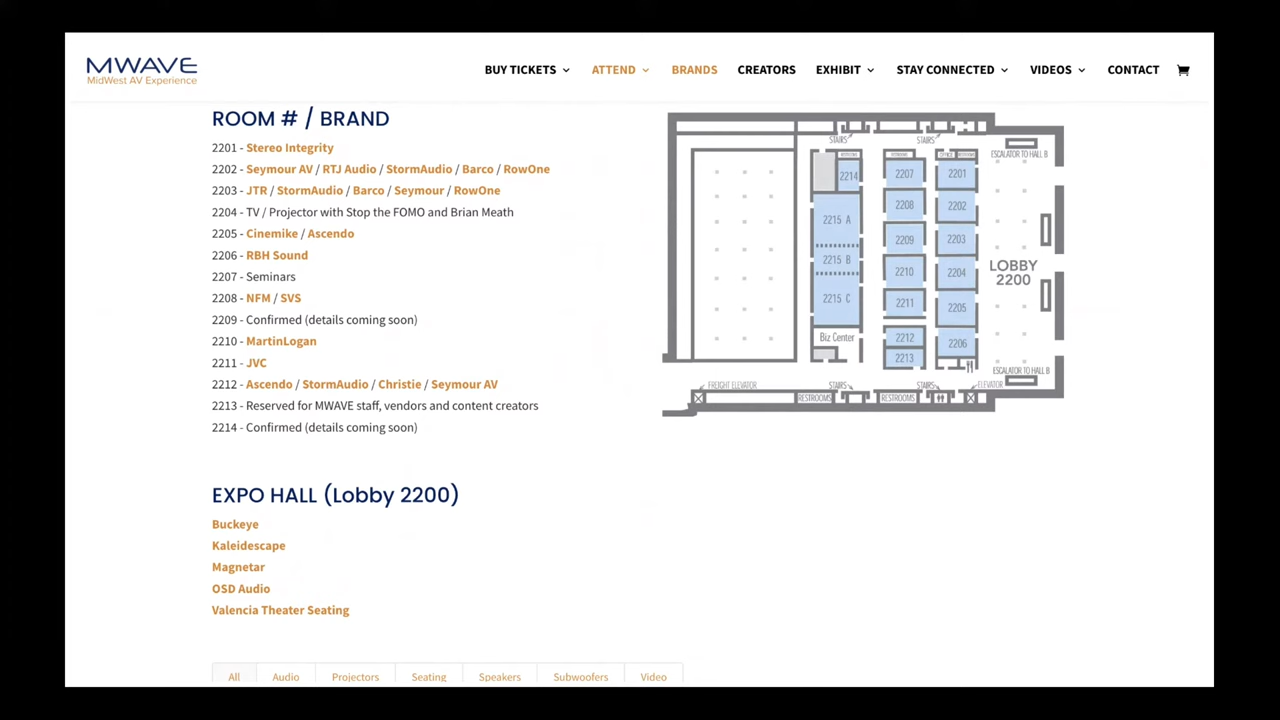 MWAVE
MidWest AV Experience
BUY TICKETS
ATTEND
BRANDS
CREATORS
EXHIBIT
STAY CONNECTED
VIDEOS
CONTACT
ROOM # / BRAND
2201 - Stereo Integrity
2202 - Seymour AV / RTJ Audio / StormAudio / Barco / RowOne
2203 - JTR / StormAudio / Barco / Seymour / RowOne
2204 - TV / Projector with Stop the FOMO and Brian Meath
2205 - Cinemike / Ascendo
2206 - RBH Sound
2207 - Seminars
2208 - NFM / SVS
2209 - Confirmed (details coming soon)
2210 - MartinLogan
2211 - JVC
2212 - Ascendo / StormAudio / Christie / Seymour AV
2213 - Reserved for MWAVE staff, vendors and content creators
2214 - Confirmed (details coming soon)
STAIRS
STAIRS
ESCALATOR TO HALL B
OFFICE
2214
2207
2201
2215 A
2208
2202
2209
2203
2215 B
2210
2204
LOBBY
2200
2215 C
2211
2205
Biz Center
2212
2206
2213
ESCALATOR TO HALL B
FREIGHT ELEVATOR
STAIRS
STAIRS
ELEVATOR
RESTROOMS
RESTROOMS
EXPO HALL (Lobby 2200)
Buckeye
Kaleidescape
Magnetar
OSD Audio
Valencia Theater Seating
All
Audio
Projectors
Seating
Speakers
Subwoofers
Video